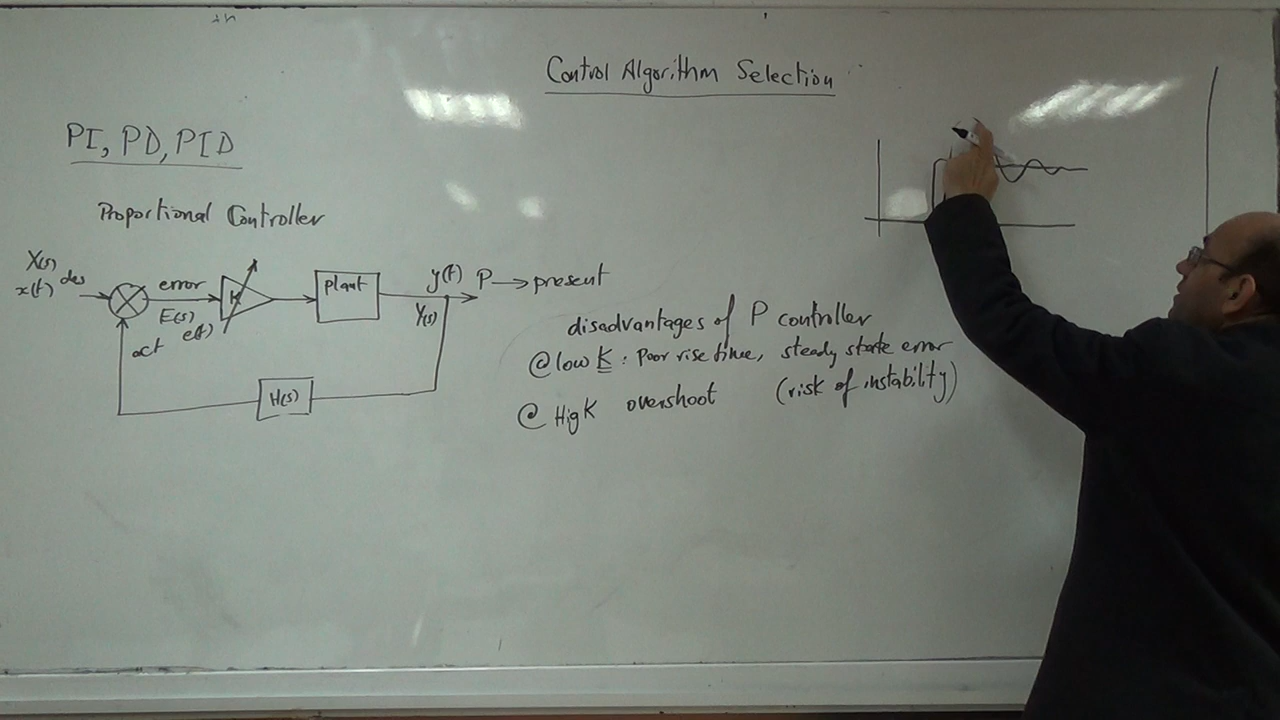 Control Algorithm Selection
PI, PD, PID
Proportional Controller
X(s)
x(t) des
error
E(s)
e(t)
K
plant
y(t)
Y(s)
act
H(s)
P → present
disadvantages of P controller
@ low K : Poor rise time, steady state error
@ Hig K overshoot (risk of instability)